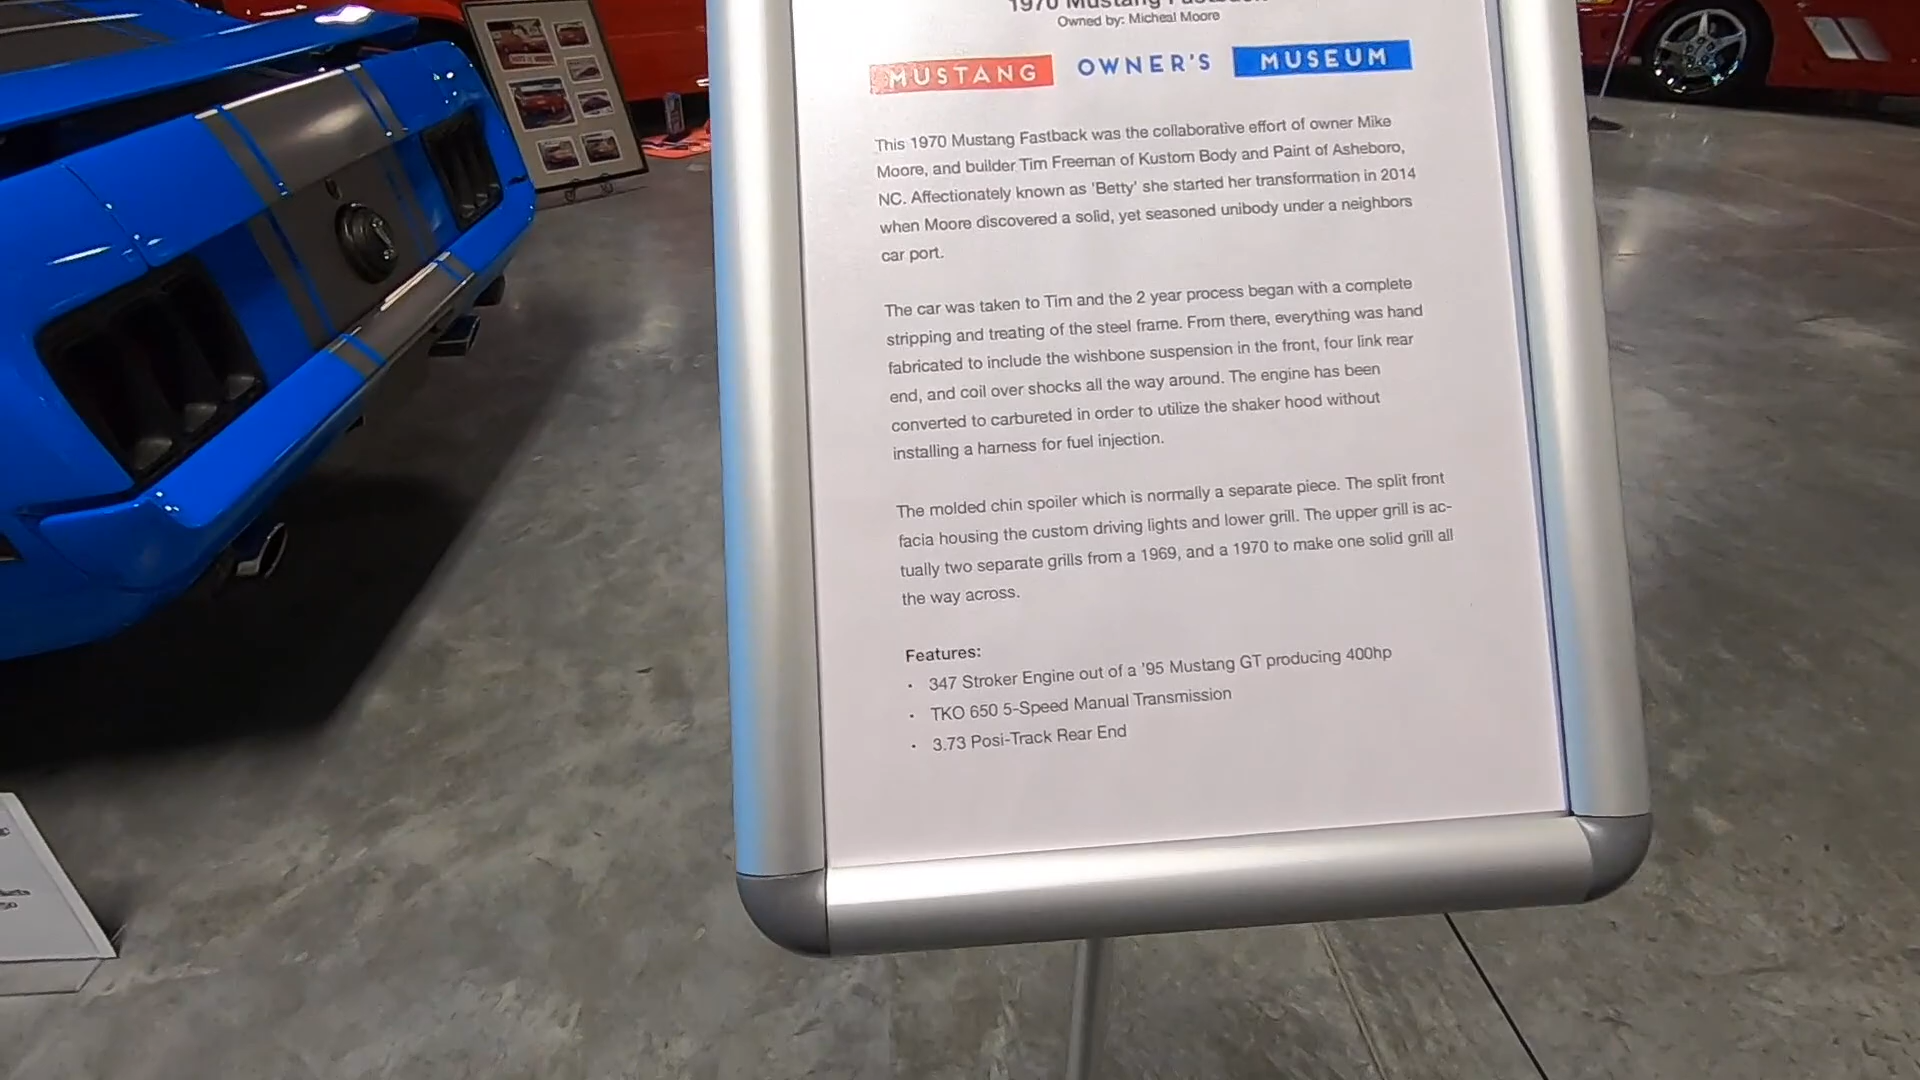 1970 Mustang Fastback
Owned by: Micheal Moore
MUSTANG OWNER'S MUSEUM
This 1970 Mustang Fastback was the collaborative effort of owner Mike
Moore, and builder Tim Freeman of Kustom Body and Paint of Asheboro,
NC. Affectionately known as 'Betty' she started her transformation in 2014
when Moore discovered a solid, yet seasoned unibody under a neighbors
car port.
The car was taken to Tim and the 2 year process began with a complete
stripping and treating of the steel frame. From there, everything was hand
fabricated to include the wishbone suspension in the front, four link rear
end, and coil over shocks all the way around. The engine has been
converted to carbureted in order to utilize the shaker hood without
installing a harness for fuel injection.
The molded chin spoiler which is normally a separate piece. The split front
facia housing the custom driving lights and lower grill. The upper grill is ac-
tually two separate grills from a 1969, and a 1970 to make one solid grill all
the way across.
Features:
· 347 Stroker Engine out of a '95 Mustang GT producing 400hp
· TKO 650 5-Speed Manual Transmission
· 3.73 Posi-Track Rear End